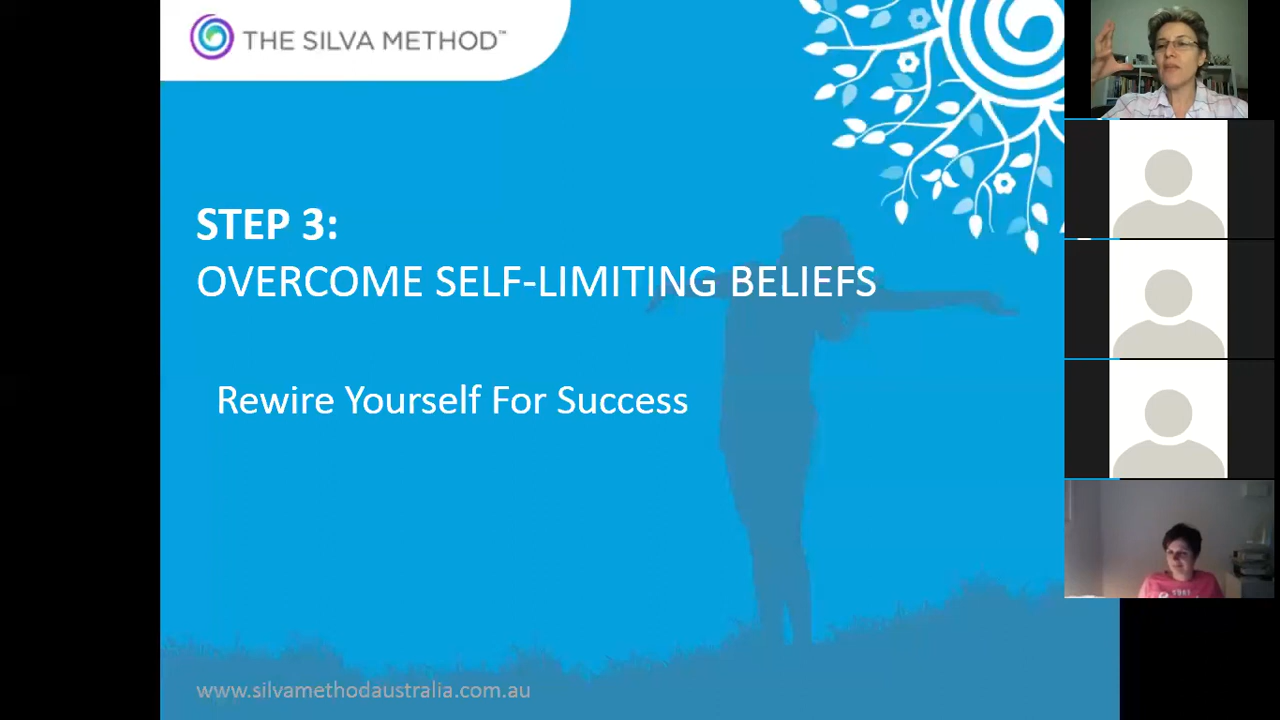 THE SILVA METHOD™
STEP 3:
OVERCOME SELF-LIMITING BELIEFS
Rewire Yourself For Success
www.silvamethodaustralia.com.au